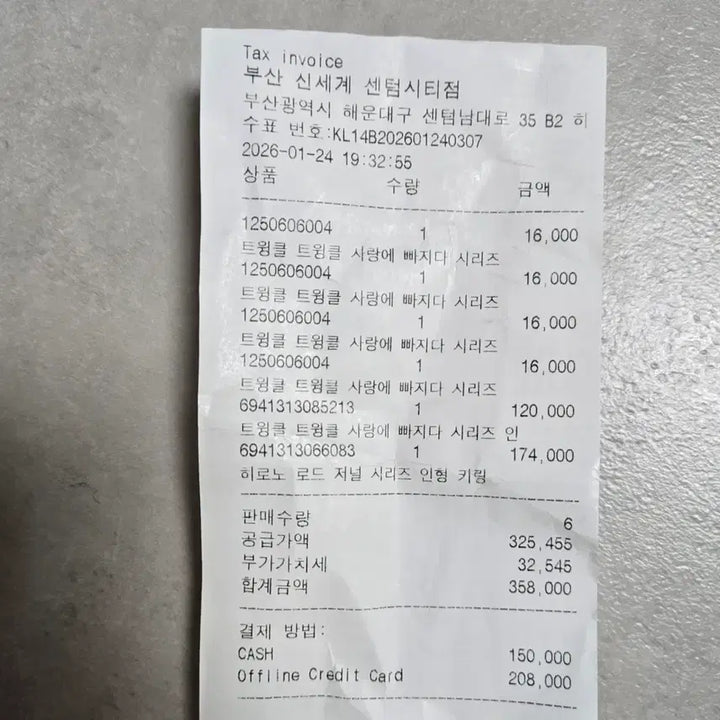 Tax invoice
부산 신세계 센텀시티점
부산광역시 해운대구 센텀남대로 35 B2 히
수표 번호:KL14B202601240307
2026-01-24 19:32:55
상품 수량 금액
1250606004 1 16,000
트윙클 트윙클 사랑에 빠지다 시리즈
1250606004 1 16,000
트윙클 트윙클 사랑에 빠지다 시리즈
1250606004 1 16,000
트윙클 트윙클 사랑에 빠지다 시리즈
1250606004 1 16,000
트윙클 트윙클 사랑에 빠지다 시리즈
6941313085213 1 120,000
트윙클 트윙클 사랑에 빠지다 시리즈 인
6941313066083 1 174,000
히로노 로드 저널 시리즈 인형 키링
판매수량 6
공급가액 325,455
부가가치세 32,545
합계금액 358,000
결제 방법:
CASH 150,000
Offline Credit Card 208,000